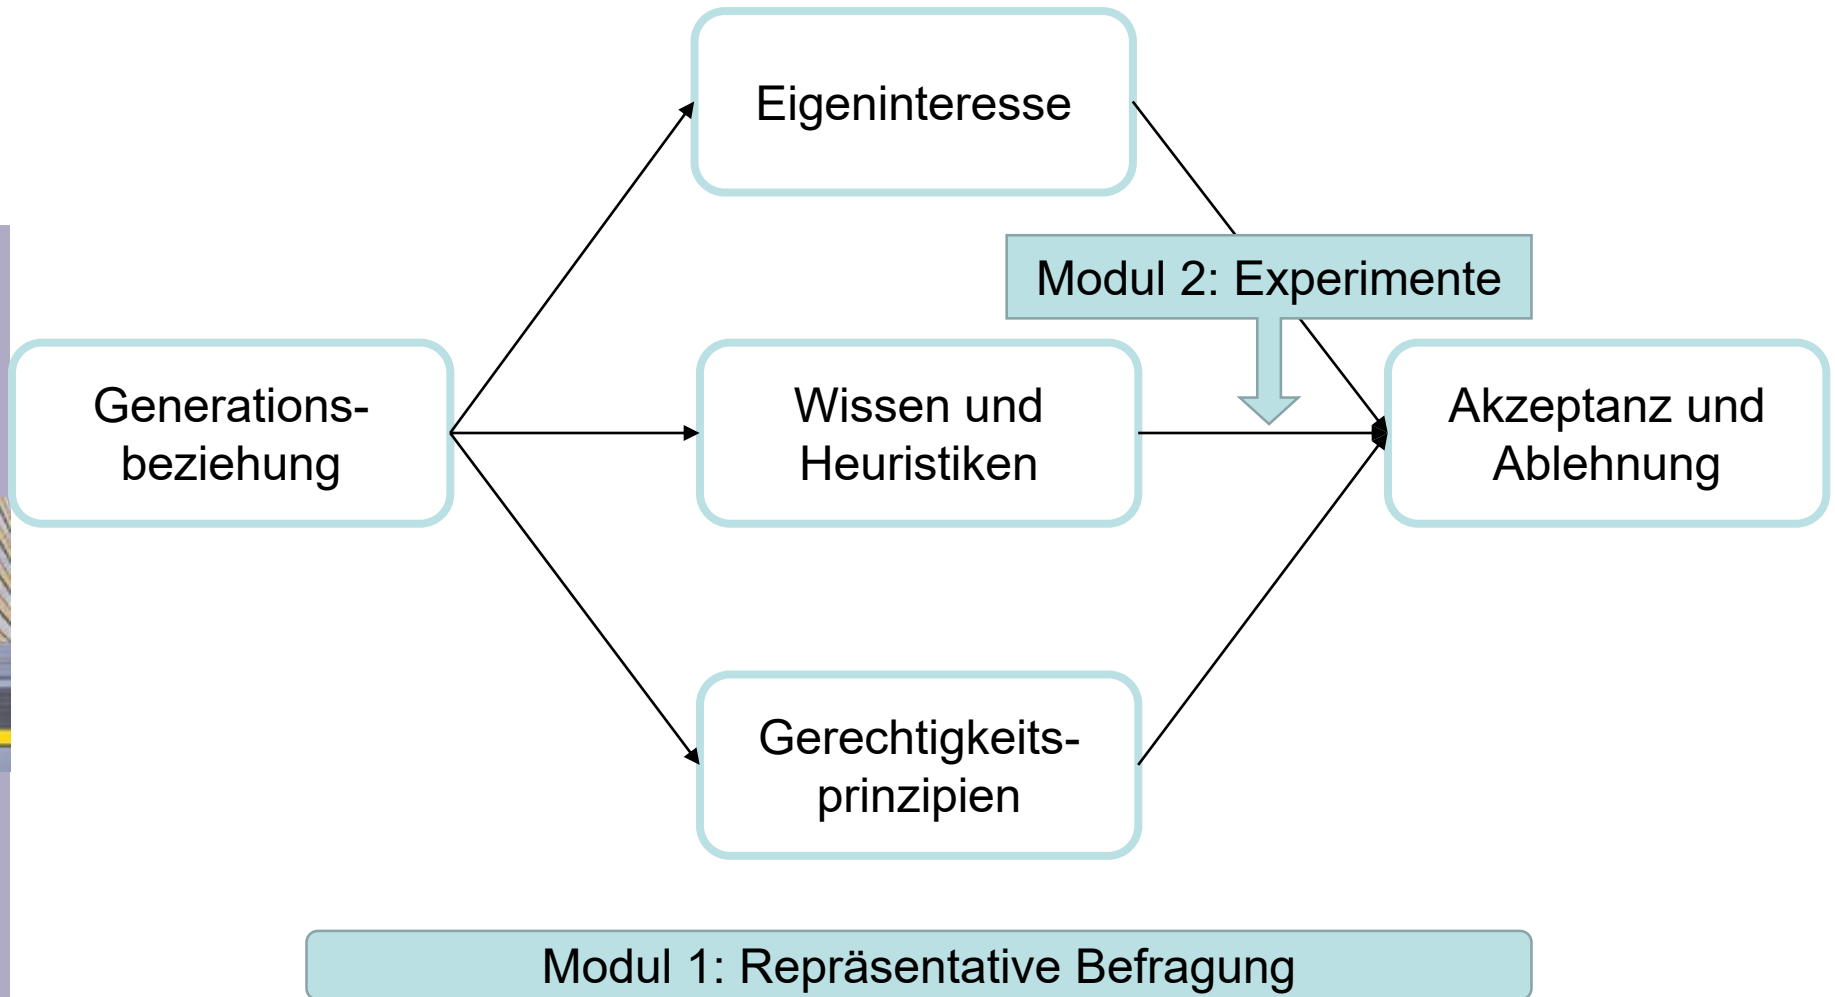 Eigeninteresse
Modul 2: Experimente
Generations-
beziehung
Wissen und
Heuristiken
Akzeptanz und
Ablehnung
Gerechtigkeits-
prinzipien
Modul 1: Repräsentative Befragung